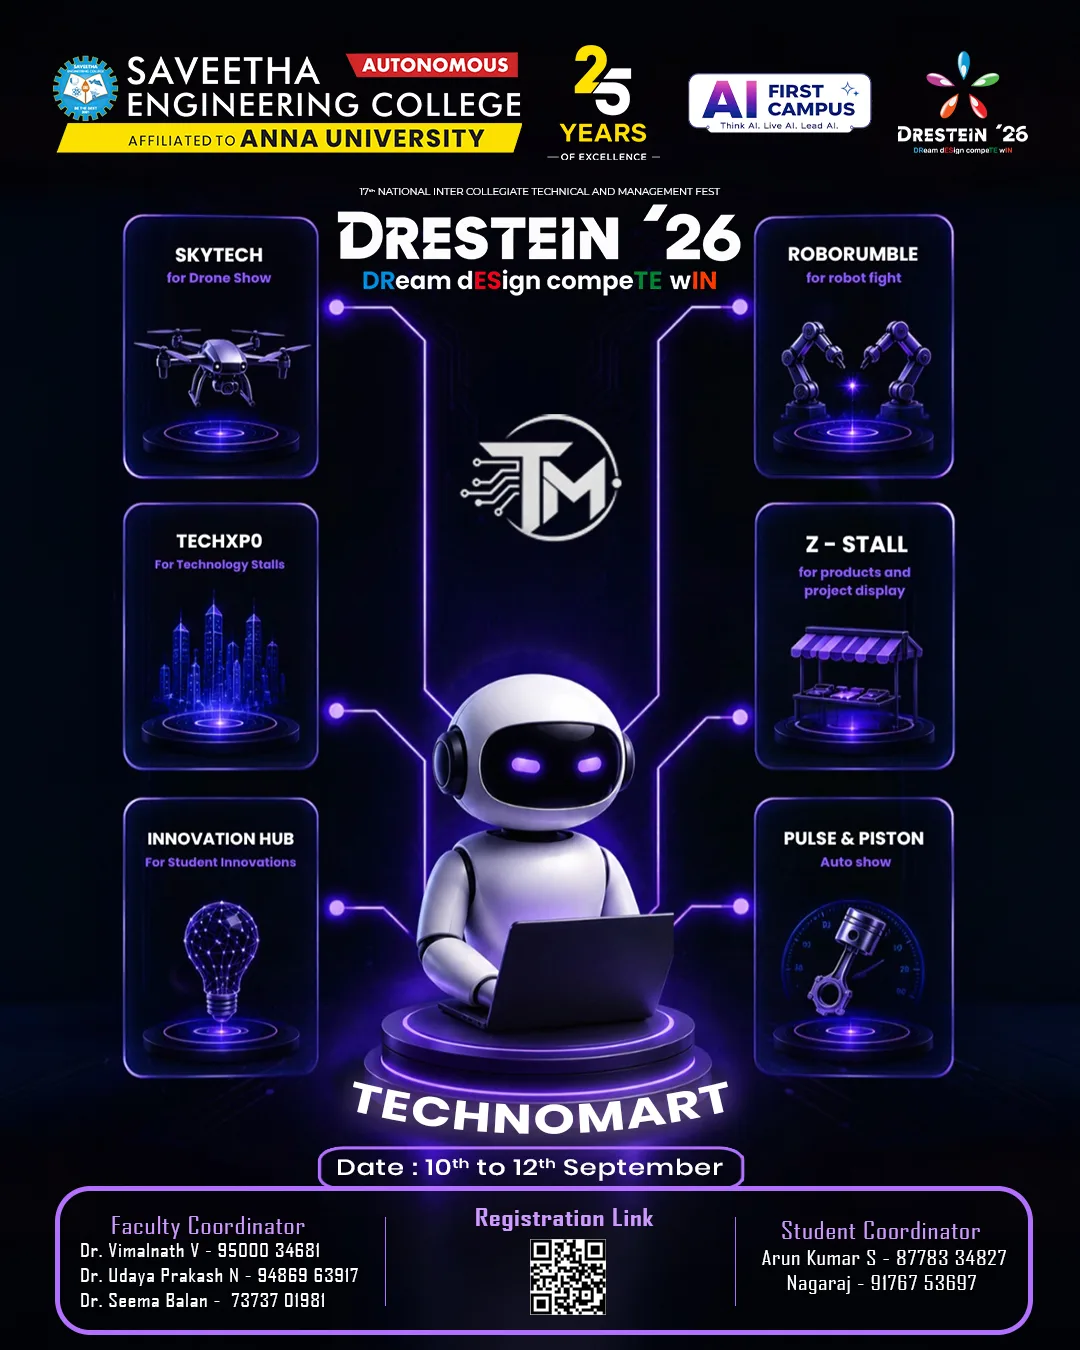 SAVEETHA
ENGINEERING COLLEGE
AUTONOMOUS
AFFILIATED TO ANNA UNIVERSITY
25
YEARS
OF EXCELLENCE
AI FIRST CAMPUS
Think AI. Live AI. Lead AI.
DRESTEIN '26
DREam dESign compeTE wIN
17th NATIONAL INTER COLLEGIATE TECHNICAL AND MANAGEMENT FEST
DRESTEIN '26
DReam dESign compeTE wIN
SKYTECH
for Drone Show
ROBORUMBLE
for robot fight
TM
TECHXPO
For Technology Stalls
Z - STALL
for products and
project display
INNOVATION HUB
For Student Innovations
PULSE & PISTON
Auto show
TECHNOMART
Date : 10th to 12th September
Faculty Coordinator
Dr. Vimalnath V - 95000 34681
Dr. Udaya Prakash N - 94869 63917
Dr. Seema Balan - 73737 01981
Registration Link
Student Coordinator
Arun Kumar S - 87783 34827
Nagaraj - 91767 53697